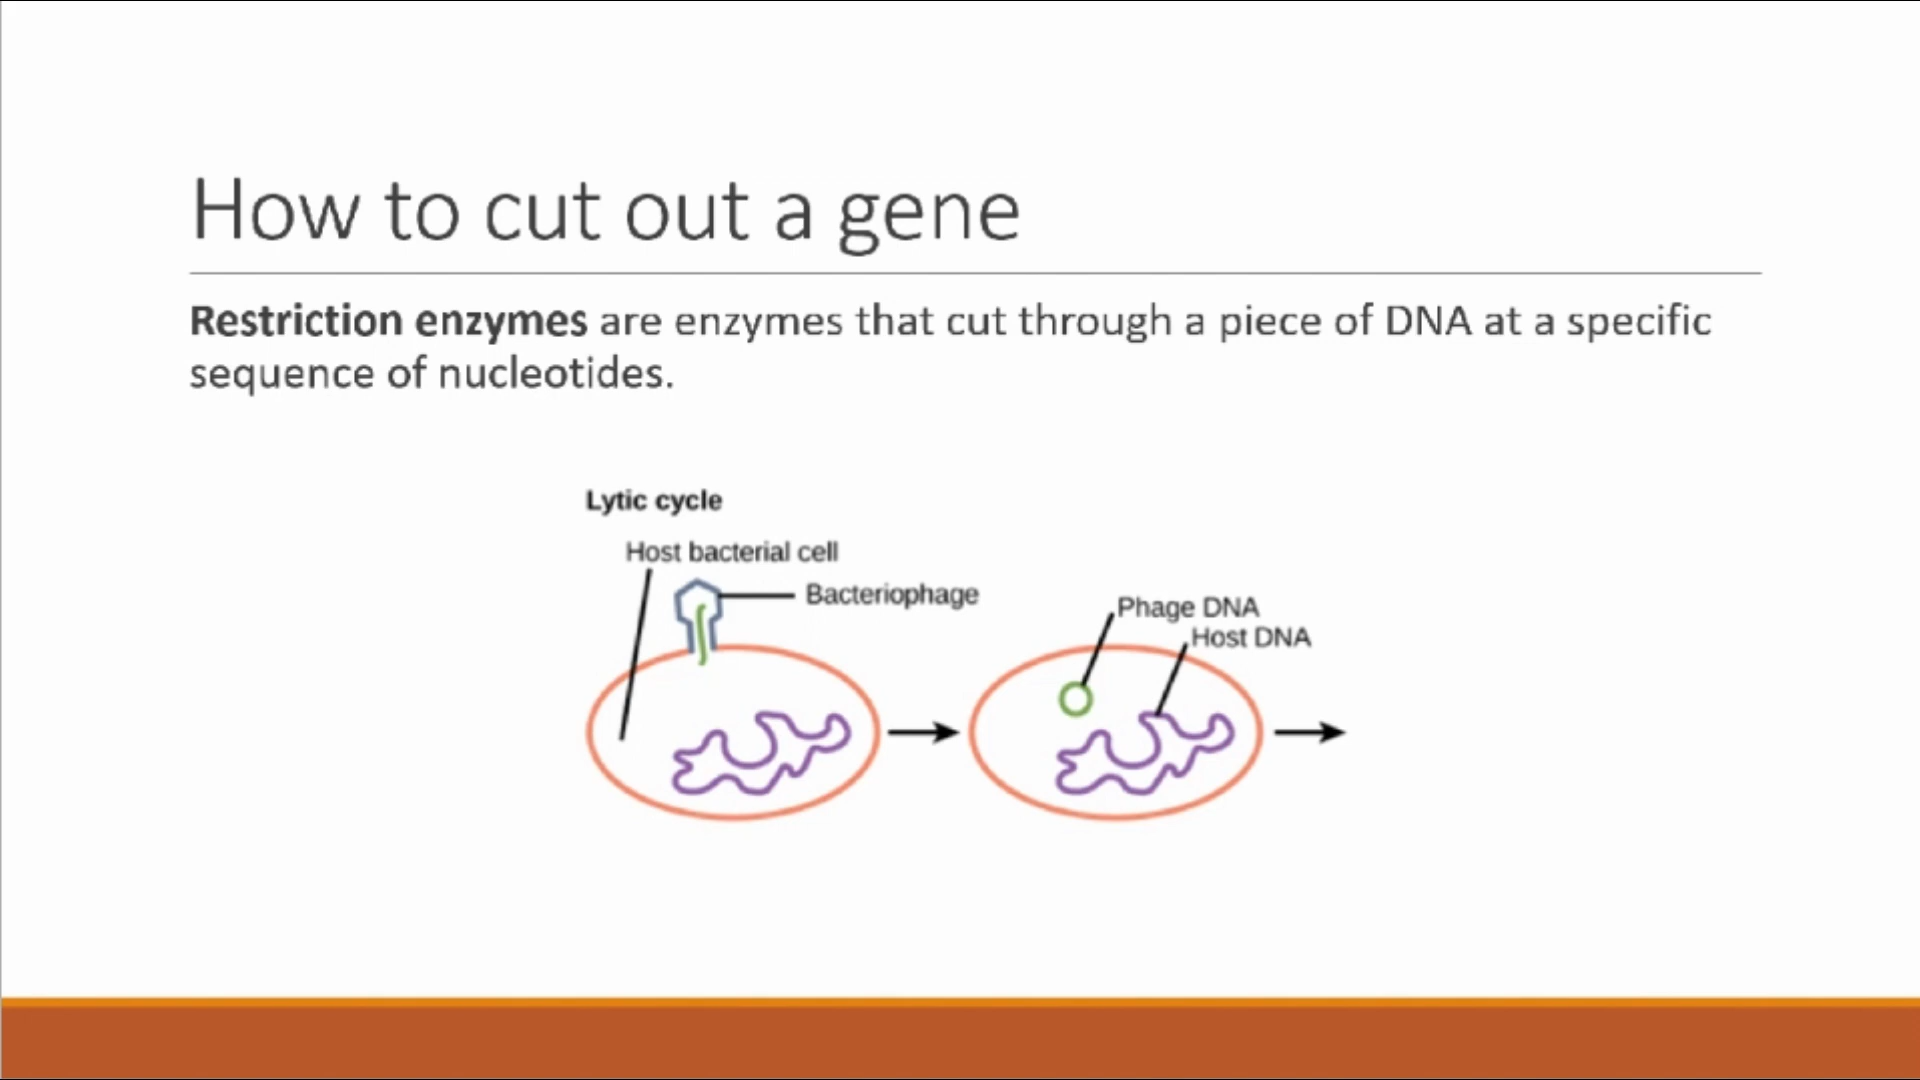 How to cut out a gene
Restriction enzymes are enzymes that cut through a piece of DNA at a specific
sequence of nucleotides.
Lytic cycle
Host bacterial cell
Bacteriophage
Phage DNA
Host DNA